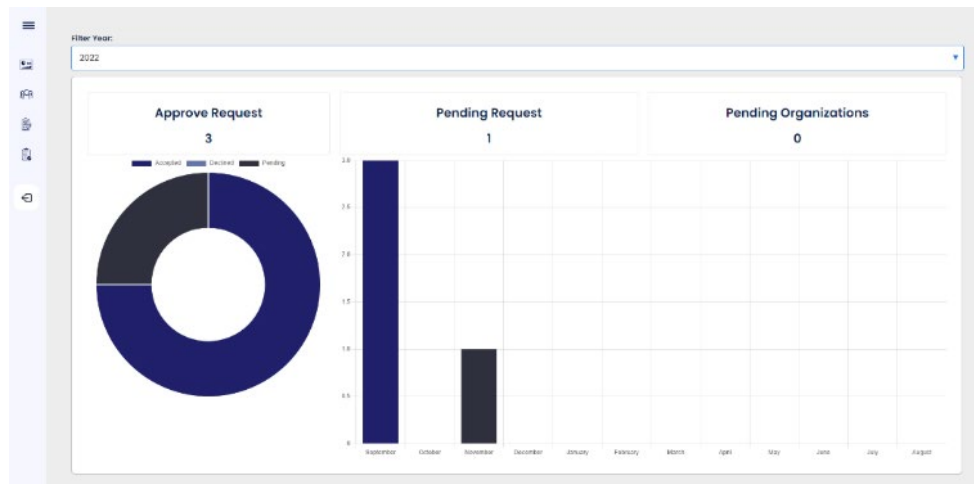 Filter Year:
2022
Approve Request
3
Pending Request
1
Pending Organizations
0
Accepted Declined Pending
3.0
2.5
2.0
1.5
1.0
0.5
0
September October November December January February March April May June July August